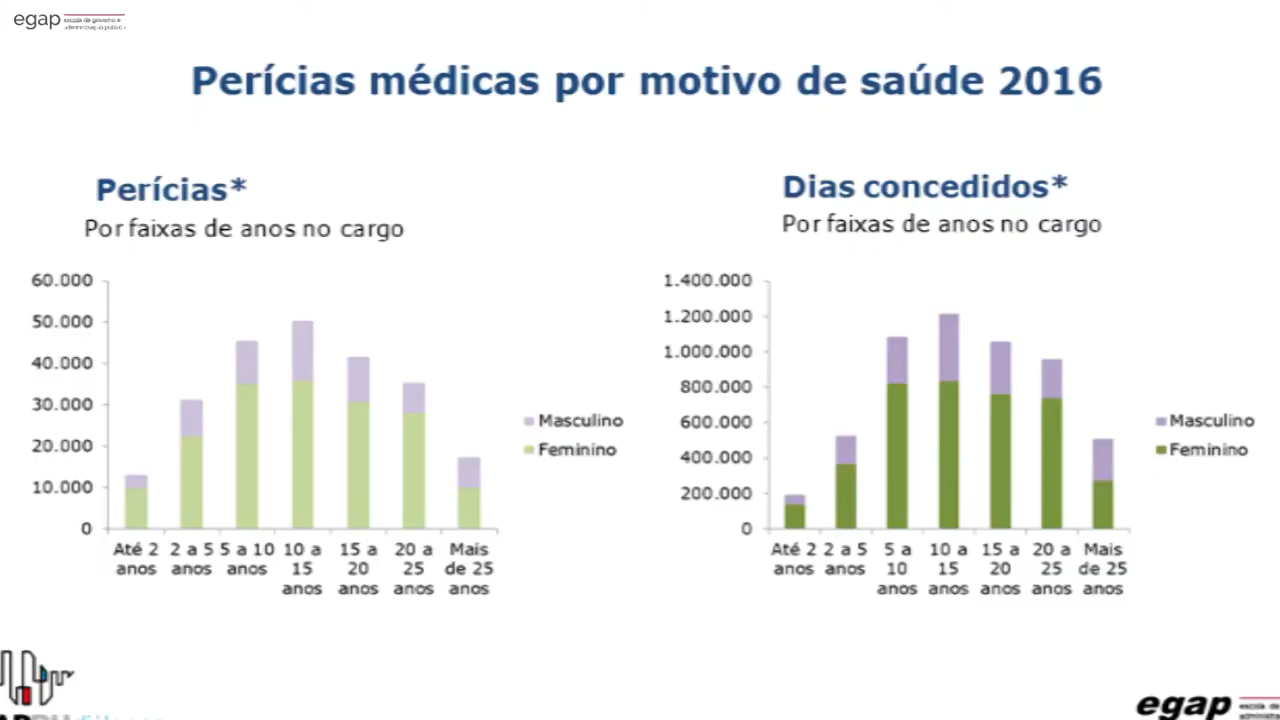 egap escola de governo e
administração pública
Perícias médicas por motivo de saúde 2016
Perícias*
Por faixas de anos no cargo
60.000
50.000
40.000
30.000
20.000
10.000
0
Até 2 anos
2 a 5 anos
5 a 10 anos
10 a 15 anos
15 a 20 anos
20 a 25 anos
Mais de 25 anos
Masculino
Feminino
Dias concedidos*
Por faixas de anos no cargo
1.400.000
1.200.000
1.000.000
800.000
600.000
400.000
200.000
0
Até 2 anos
2 a 5 anos
5 a 10 anos
10 a 15 anos
15 a 20 anos
20 a 25 anos
Mais de 25 anos
Masculino
Feminino
egap